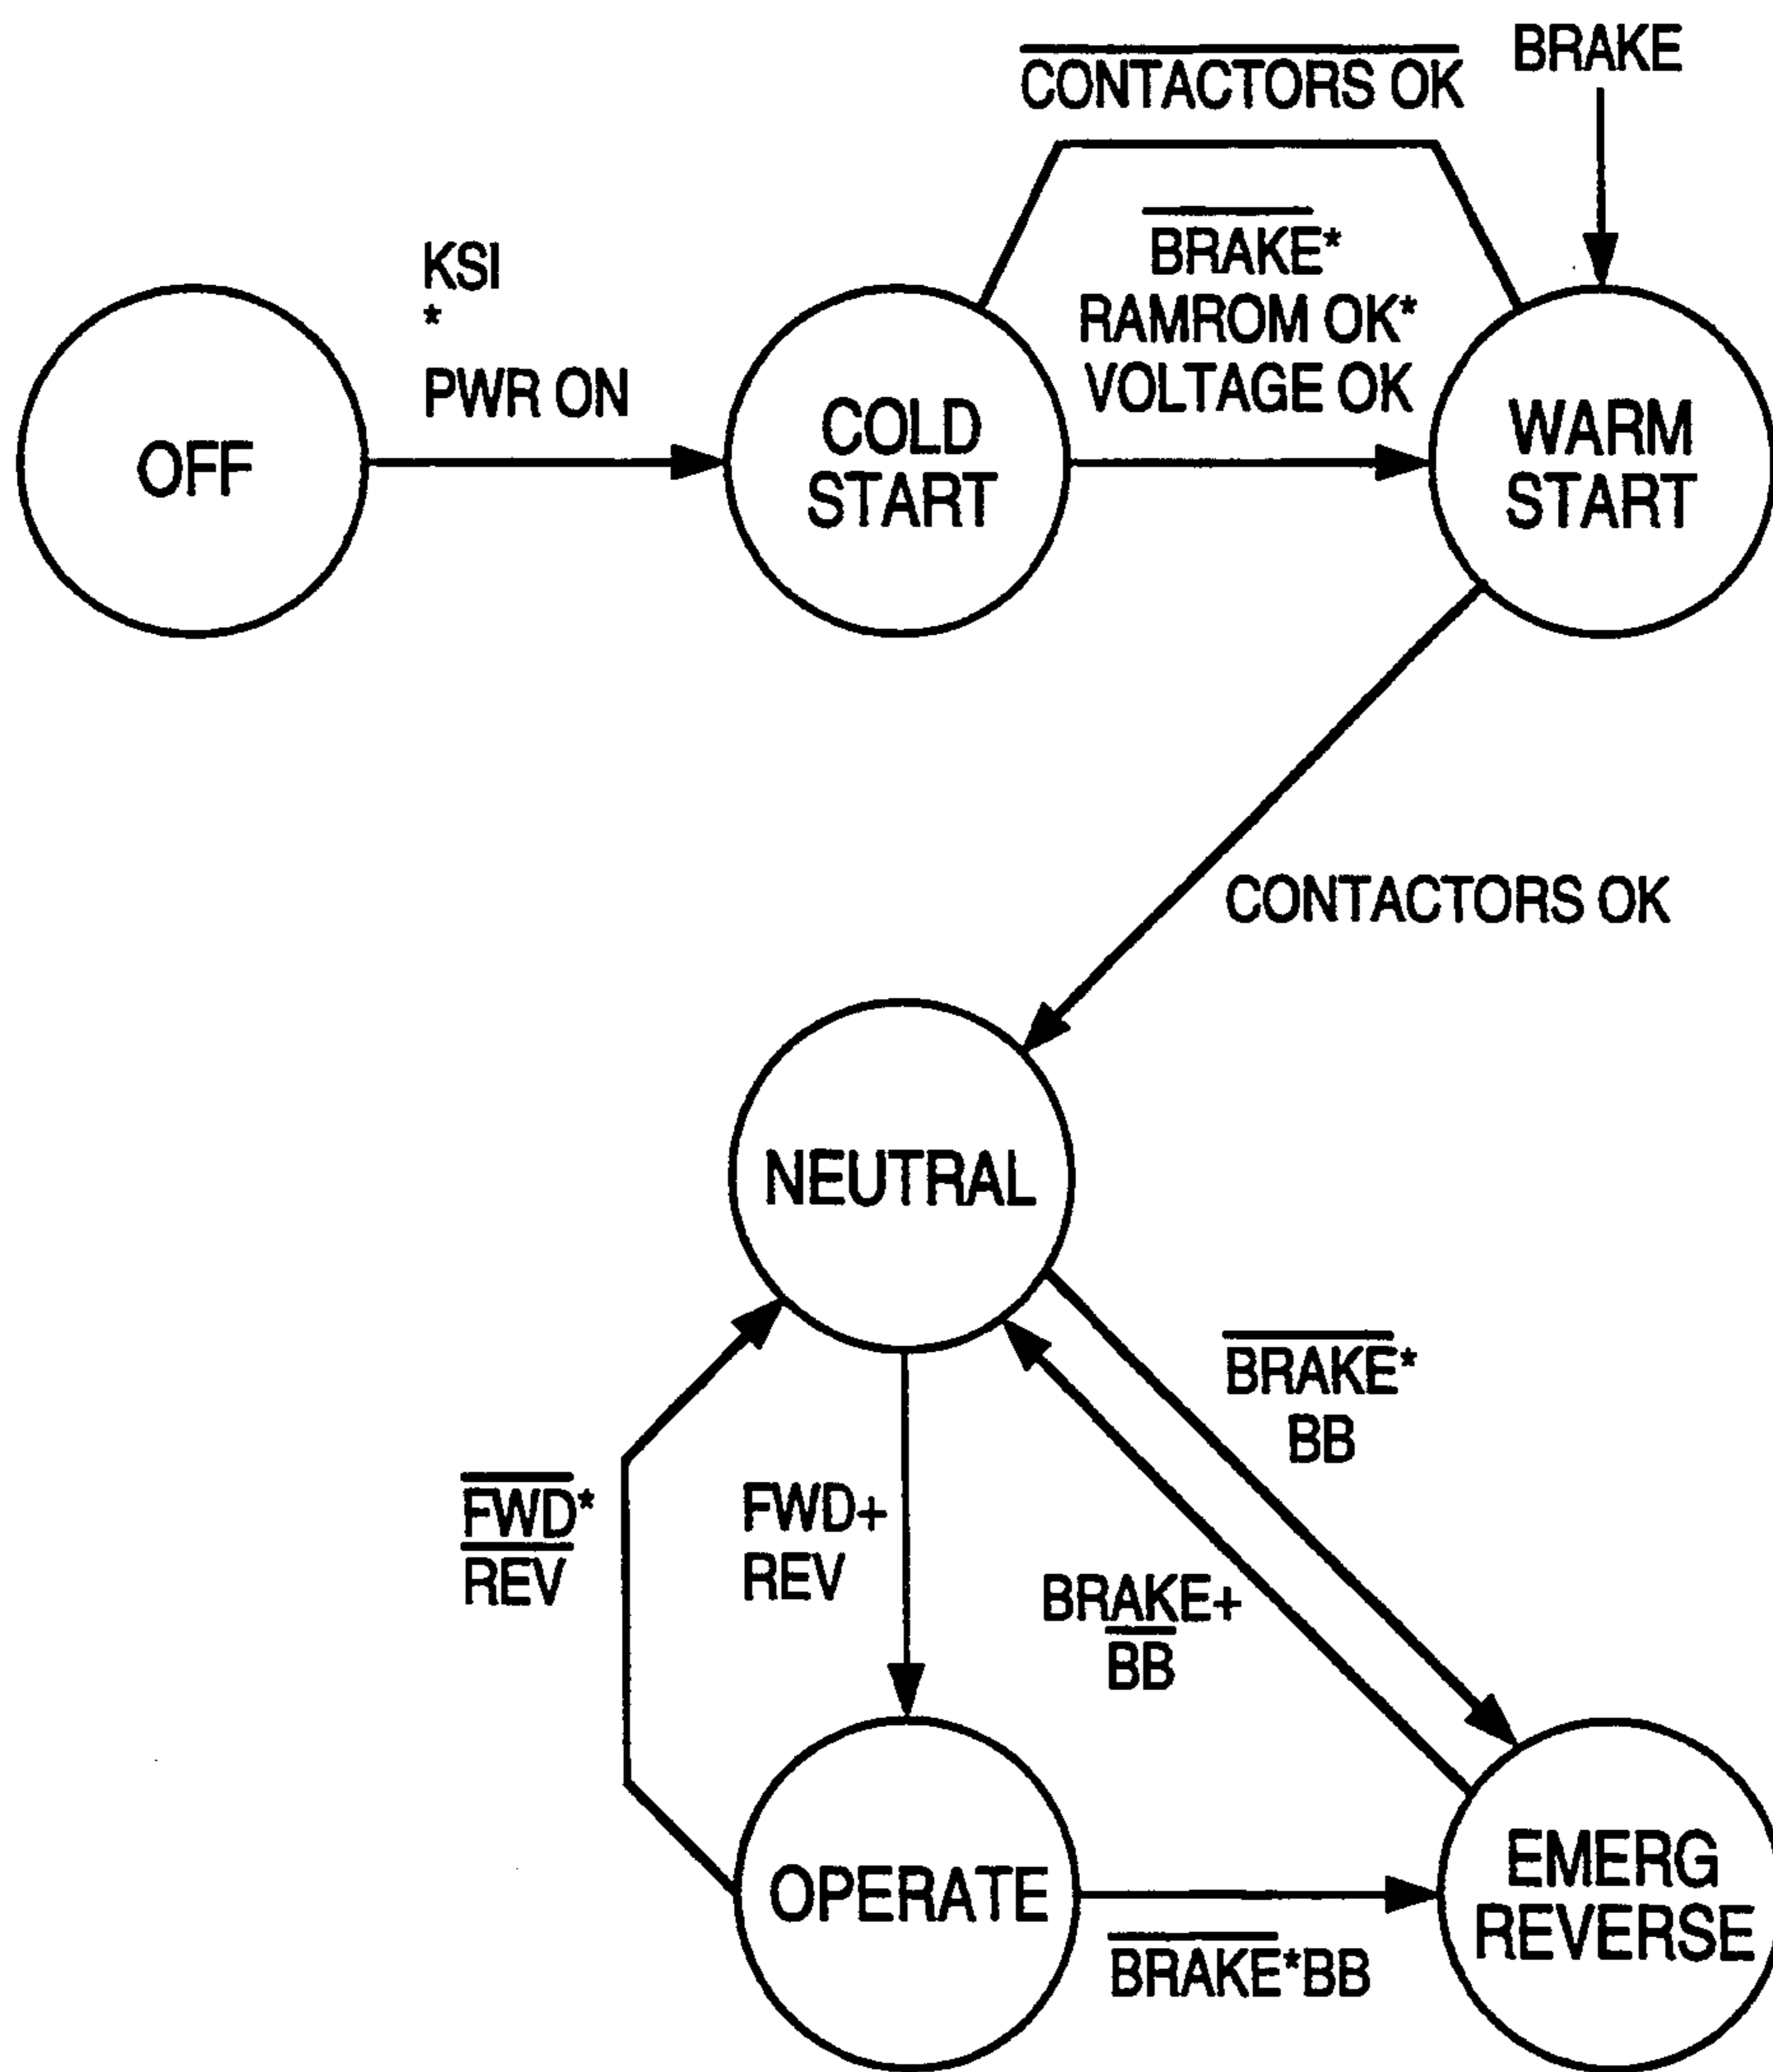 CONTACTORS OK
BRAKE
KSI
*
PWR ON
BRAKE*
RAMROM OK*
VOLTAGE OK
OFF
COLD
START
WARM
START
CONTACTORS OK
NEUTRAL
BRAKE*
BB
FWD*
REV
FWD+
REV
BRAKE+
BB
OPERATE
EMERG
REVERSE
BRAKE*BB